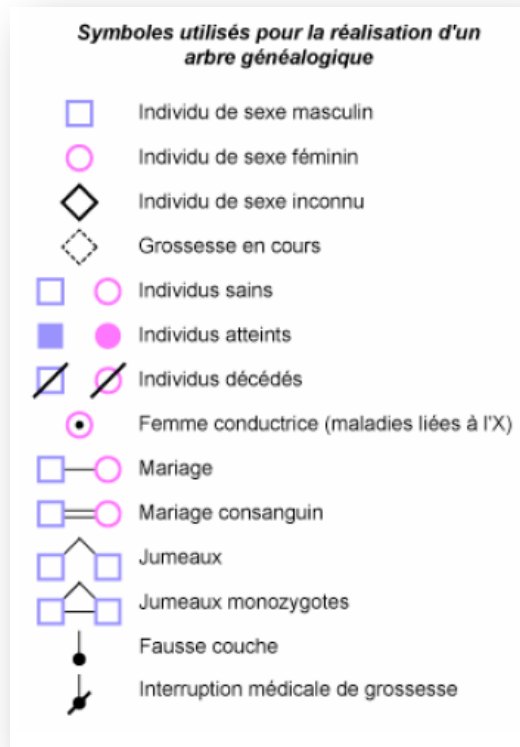 Symboles utilisés pour la réalisation d'un
arbre généalogique
Individu de sexe masculin
Individu de sexe féminin
Individu de sexe inconnu
Grossesse en cours
Individus sains
Individus atteints
Individus décédés
Femme conductrice (maladies liées à l'X)
Mariage
Mariage consanguin
Jumeaux
Jumeaux monozygotes
Fausse couche
Interruption médicale de grossesse